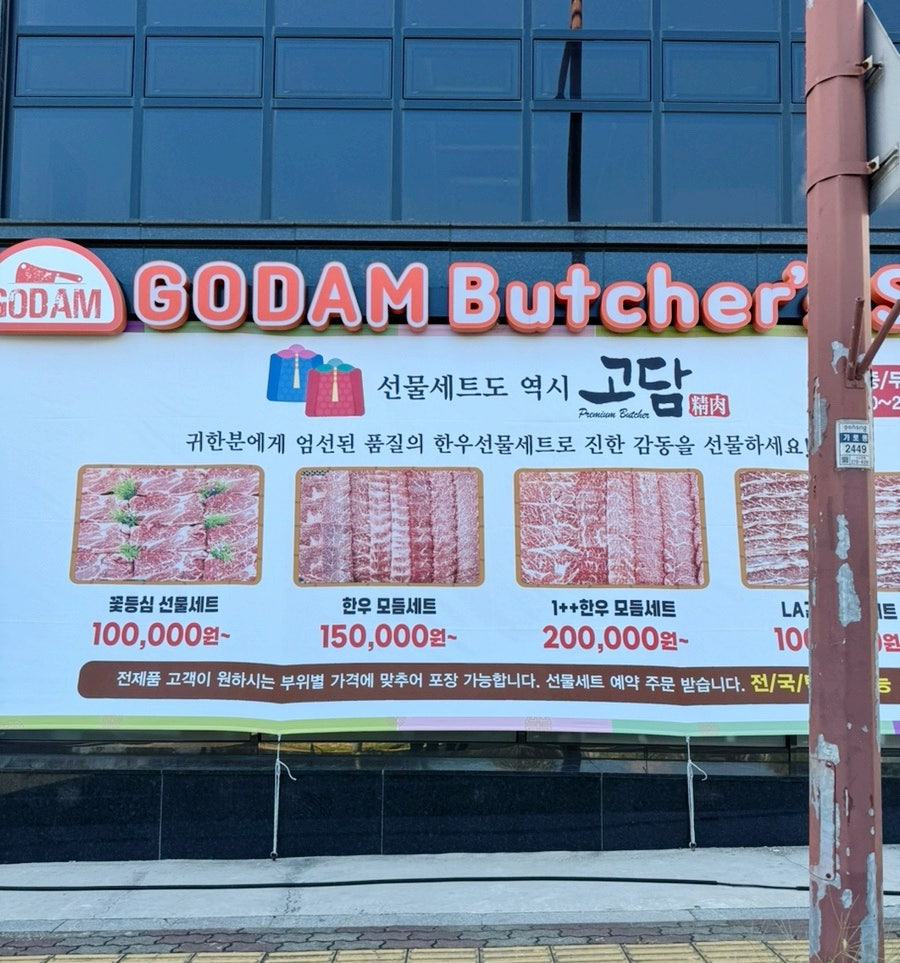 GODAM
GODAM Butcher's S
선물세트도 역시 고담 精肉
Premium Butcher
귀한분에게 엄선된 품질의 한우선물세트로 진한 감동을 선물하세요!
꽃등심 선물세트
100,000원~
한우 모듬세트
150,000원~
1++한우 모듬세트
200,000원~
전제품 고객이 원하시는 부위별 가격에 맞추어 포장 가능합니다. 선물세트 예약 주문 받습니다. 전/국/
2449